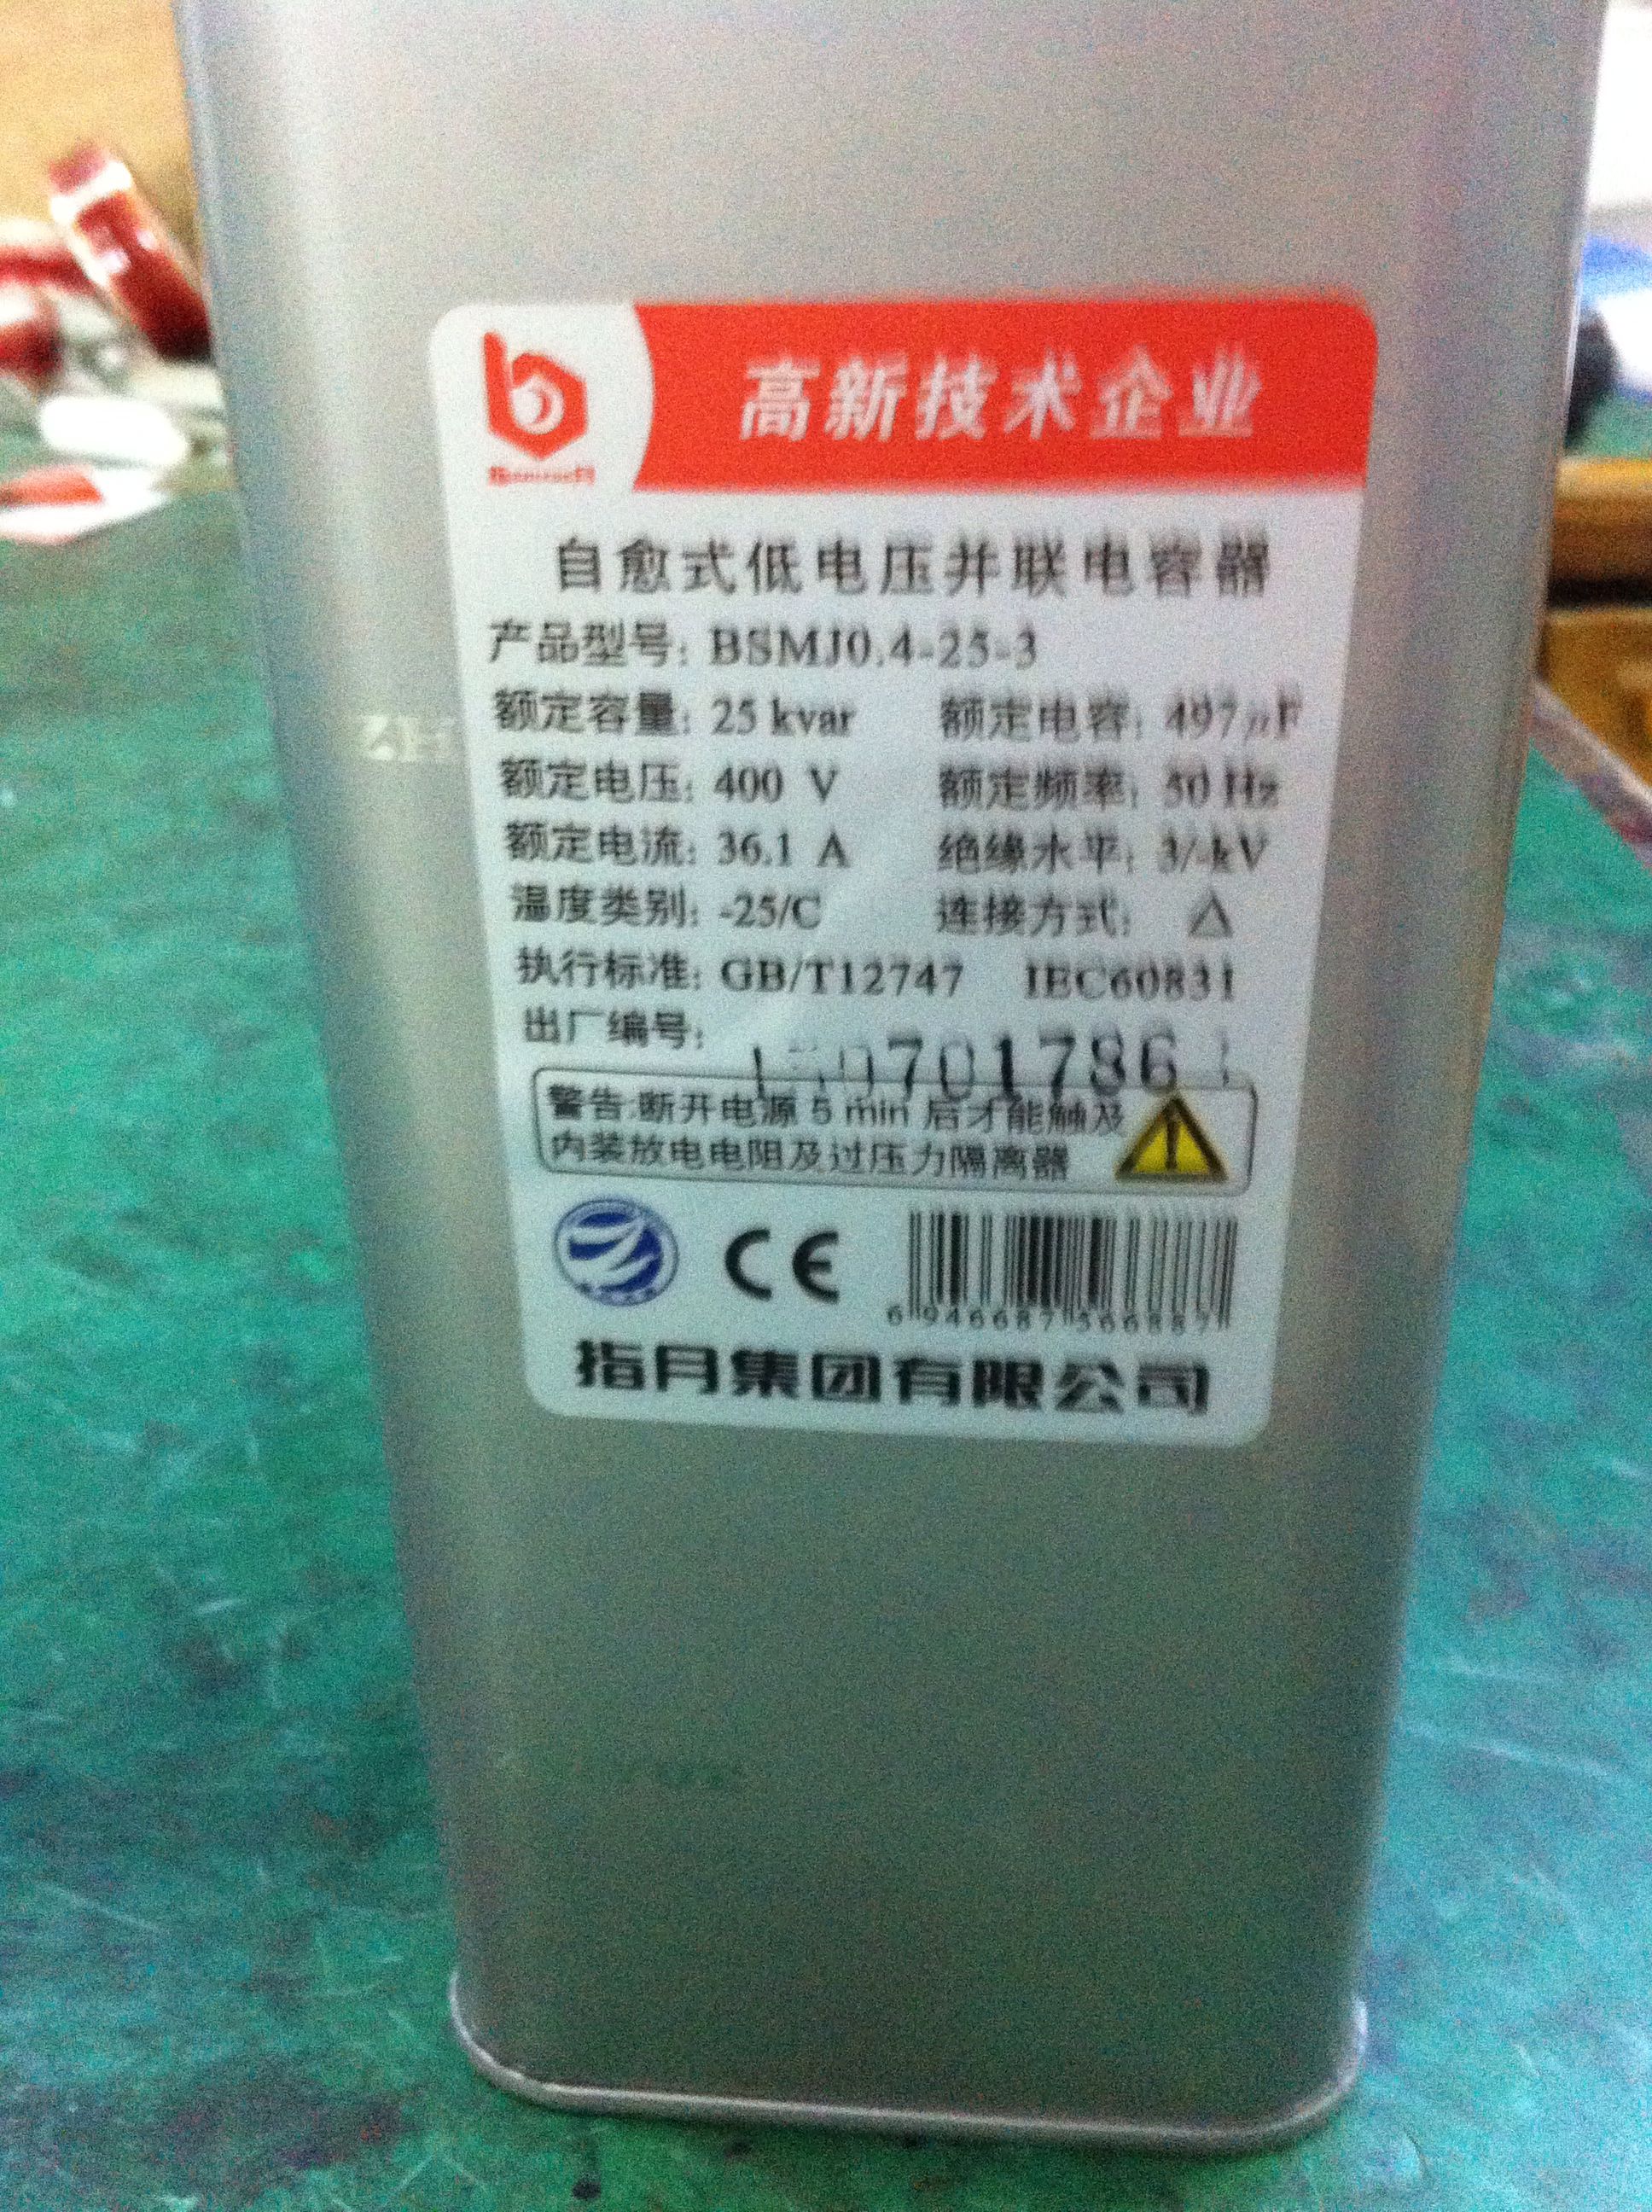 高新技术企业
自愈式低电压并联电容器
产品型号: BSMJ0.4-25-3
额定容量: 25 kvar 额定电容: 497μF
额定电压: 400 V 额定频率: 50 Hz
额定电流: 36.1 A 绝缘水平: 3/-kV
温度类别: -25/C 连接方式: △
执行标准: GB/T12747 IEC60831
出厂编号:
警告:断开电源 5 min 后才能触及
内装放电电阻及过压力隔离器
CE
6 946687 566887
指月集团有限公司